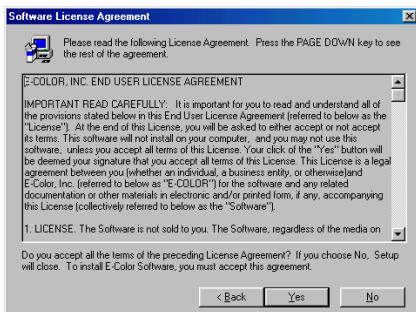 Software License Agreement
Please read the following License Agreement. Press the PAGE DOWN key to see
the rest of the agreement.
E-COLOR, INC. END USER LICENSE AGREEMENT
IMPORTANT READ CAREFULLY: It is important for you to read and understand all of
the provisions stated below in this End User License Agreement (referred to below as the
"License"). At the end of this License, you will be asked to either accept or not accept
its terms. This software will not install on your computer, and you may not use this
software, unless you accept all terms of this License. Your click of the "Yes" button will
be deemed your signature that you accept all terms of this License. This License is a legal
agreement between you (whether an individual, a business entity, or otherwise)and
E-Color, Inc. (referred to below as "E-COLOR") for the software and any related
documentation or other materials in electronic and/or printed form, if any, accompanying
this License (collectively referred to below as the "Software").
1. LICENSE. The Software is not sold to you. The Software, regardless of the media on
Do you accept all the terms of the preceding License Agreement? If you choose No, Setup
will close. To install E-Color Software, you must accept this agreement.
< Back
Yes
No